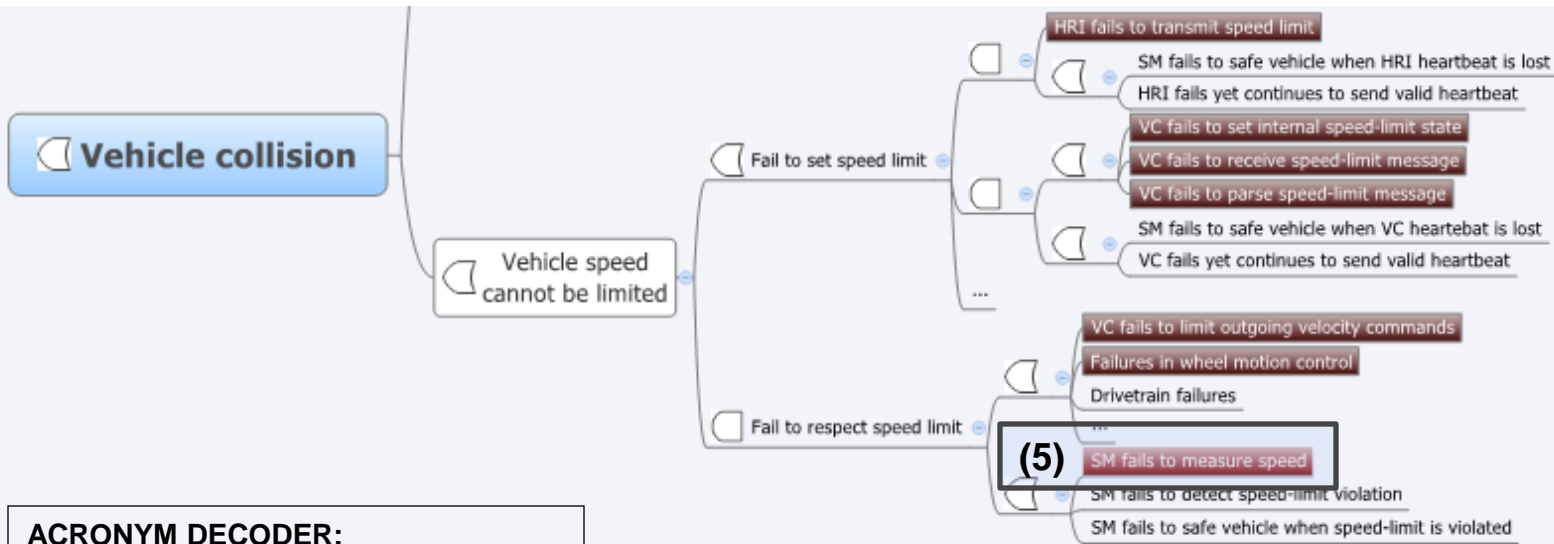 HRI fails to transmit speed limit
SM fails to safe vehicle when HRI heartbeat is lost
HRI fails yet continues to send valid heartbeat
VC fails to set internal speed-limit state
Vehicle collision
Fail to set speed limit
VC fails to receive speed-limit message
VC fails to parse speed-limit message
SM fails to safe vehicle when VC heartebat is lost
VC fails yet continues to send valid heartbeat
Vehicle speed
cannot be limited
...
VC fails to limit outgoing velocity commands
Failures in wheel motion control
Drivetrain failures
Fail to respect speed limit
...
(5)
SM fails to measure speed
SM fails to detect speed-limit violation
SM fails to safe vehicle when speed-limit is violated
ACRONYM DECODER: